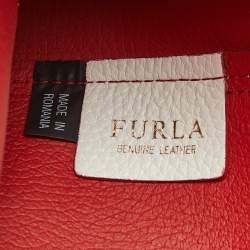 MADE IN
ROMANIA
FURLA
GENUINE LEATHER